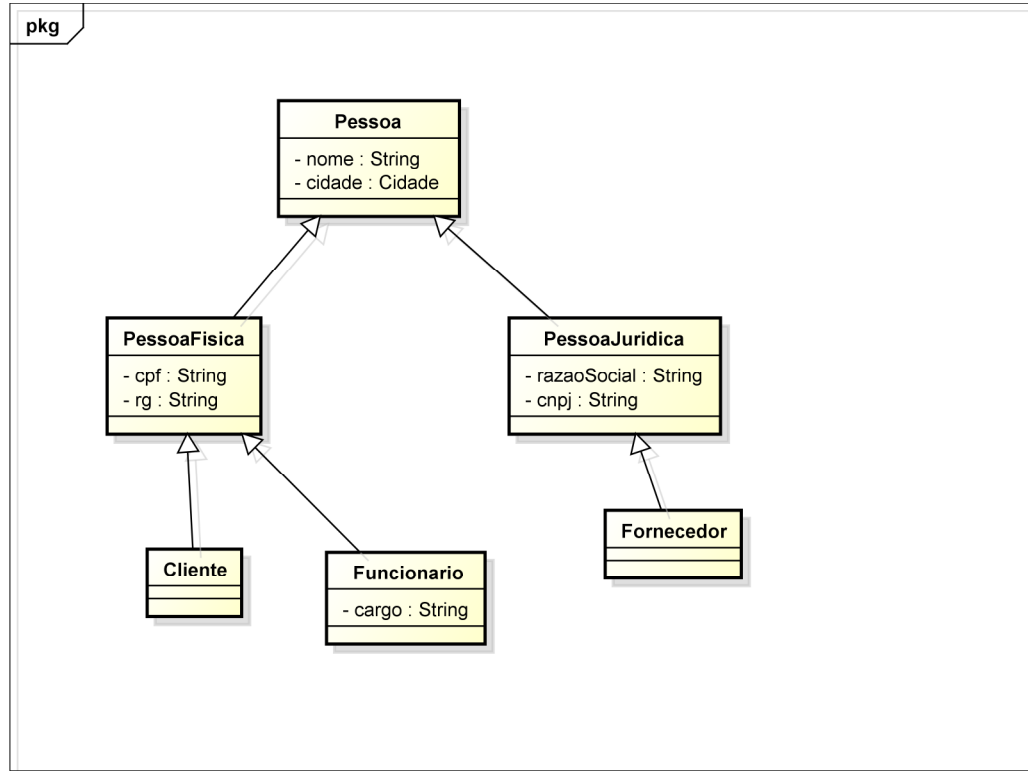 pkg
Pessoa
- nome : String
- cidade : Cidade
PessoaFisica
- cpf : String
- rg : String
PessoaJuridica
- razaoSocial : String
- cnpj : String
Cliente
Funcionario
- cargo : String
Fornecedor